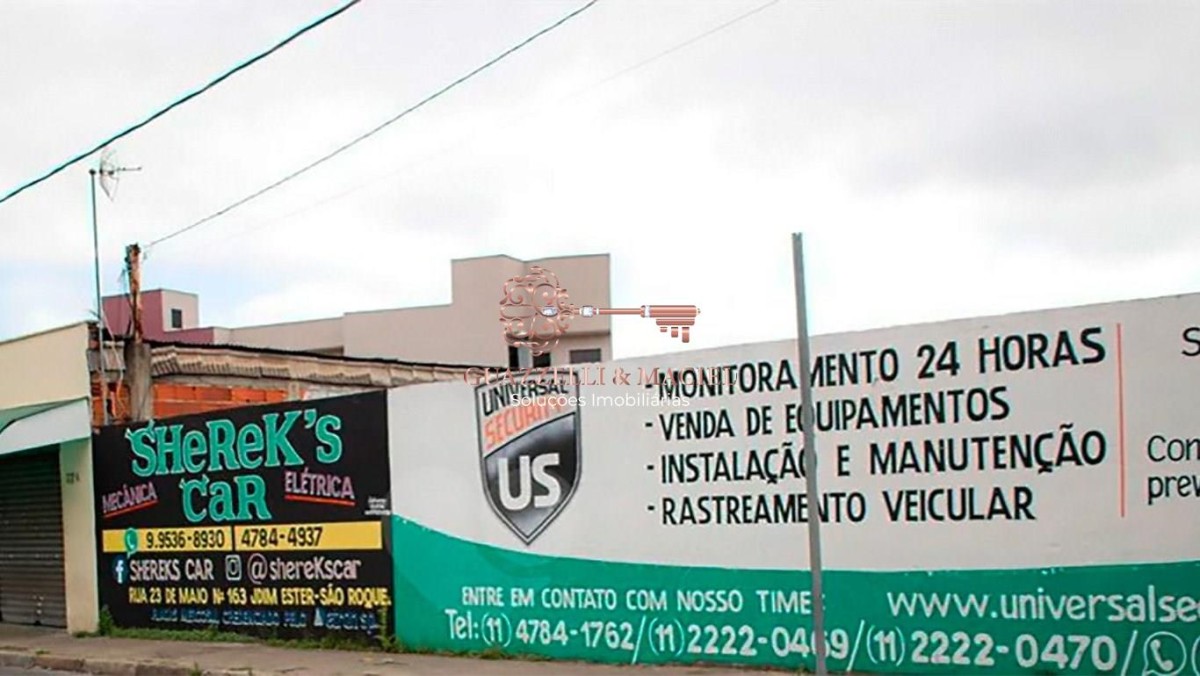 SHeReK's
CaR
MECÂNICA
ELÉTRICA
9.9536-8930 | 4784-4937
SHEREKS CAR @shereKscar
RUA 23 DE MAIO Nº 163 JDIM ESTER-SÃO ROQUE.
UNIVERSAL
SECURITY
US
GUAZZELLI & MACIEL
Soluções Imobiliárias
-MONITORAMENTO 24 HORAS
-VENDA DE EQUIPAMENTOS
-INSTALAÇÃO E MANUTENÇÃO
-RASTREAMENTO VEICULAR
S
Con
prev
ENTRE EM CONTATO COM NOSSO TIME
www.universalse
Tel:(11) 4784-1762/(11) 2222-0469/(11) 2222-0470/